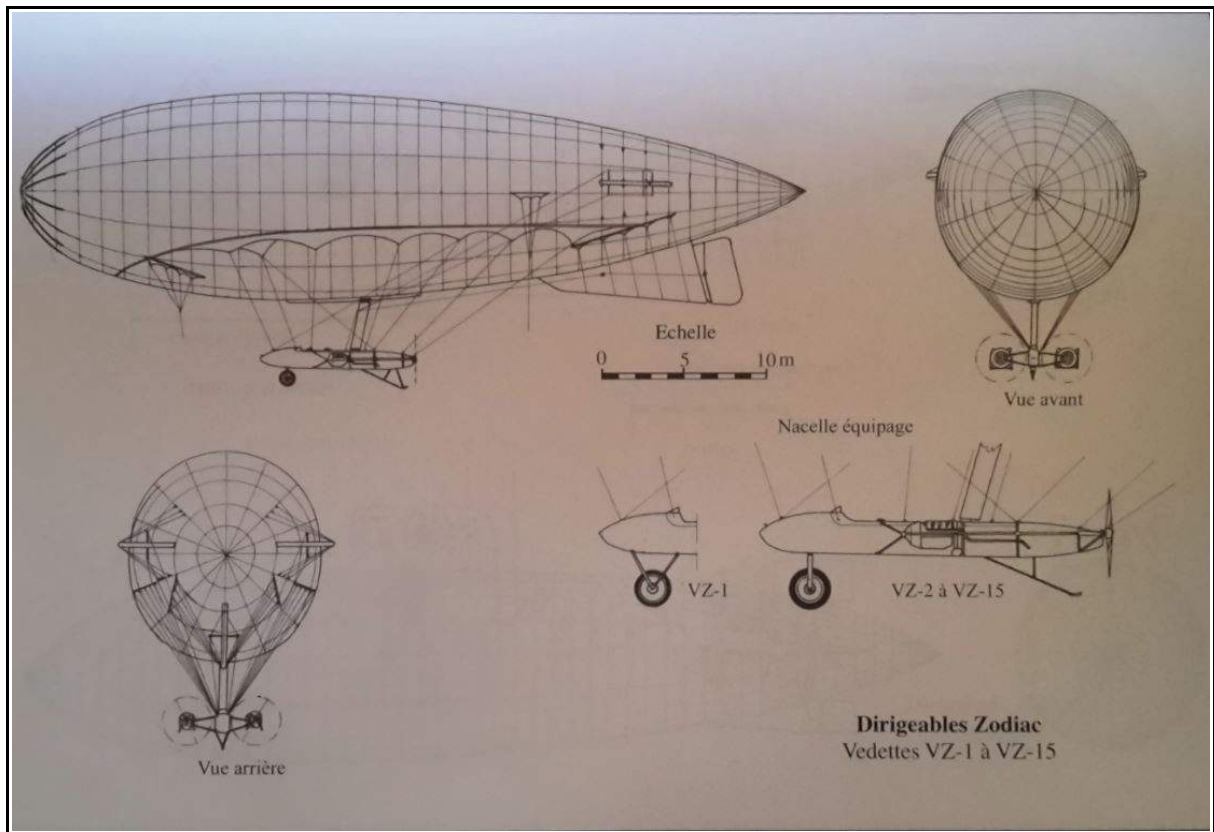 Echelle
0 5 10 m
Vue avant
Nacelle équipage
VZ-1
VZ-2 à VZ-15
Vue arrière
Dirigeables Zodiac
Vedettes VZ-1 à VZ-15